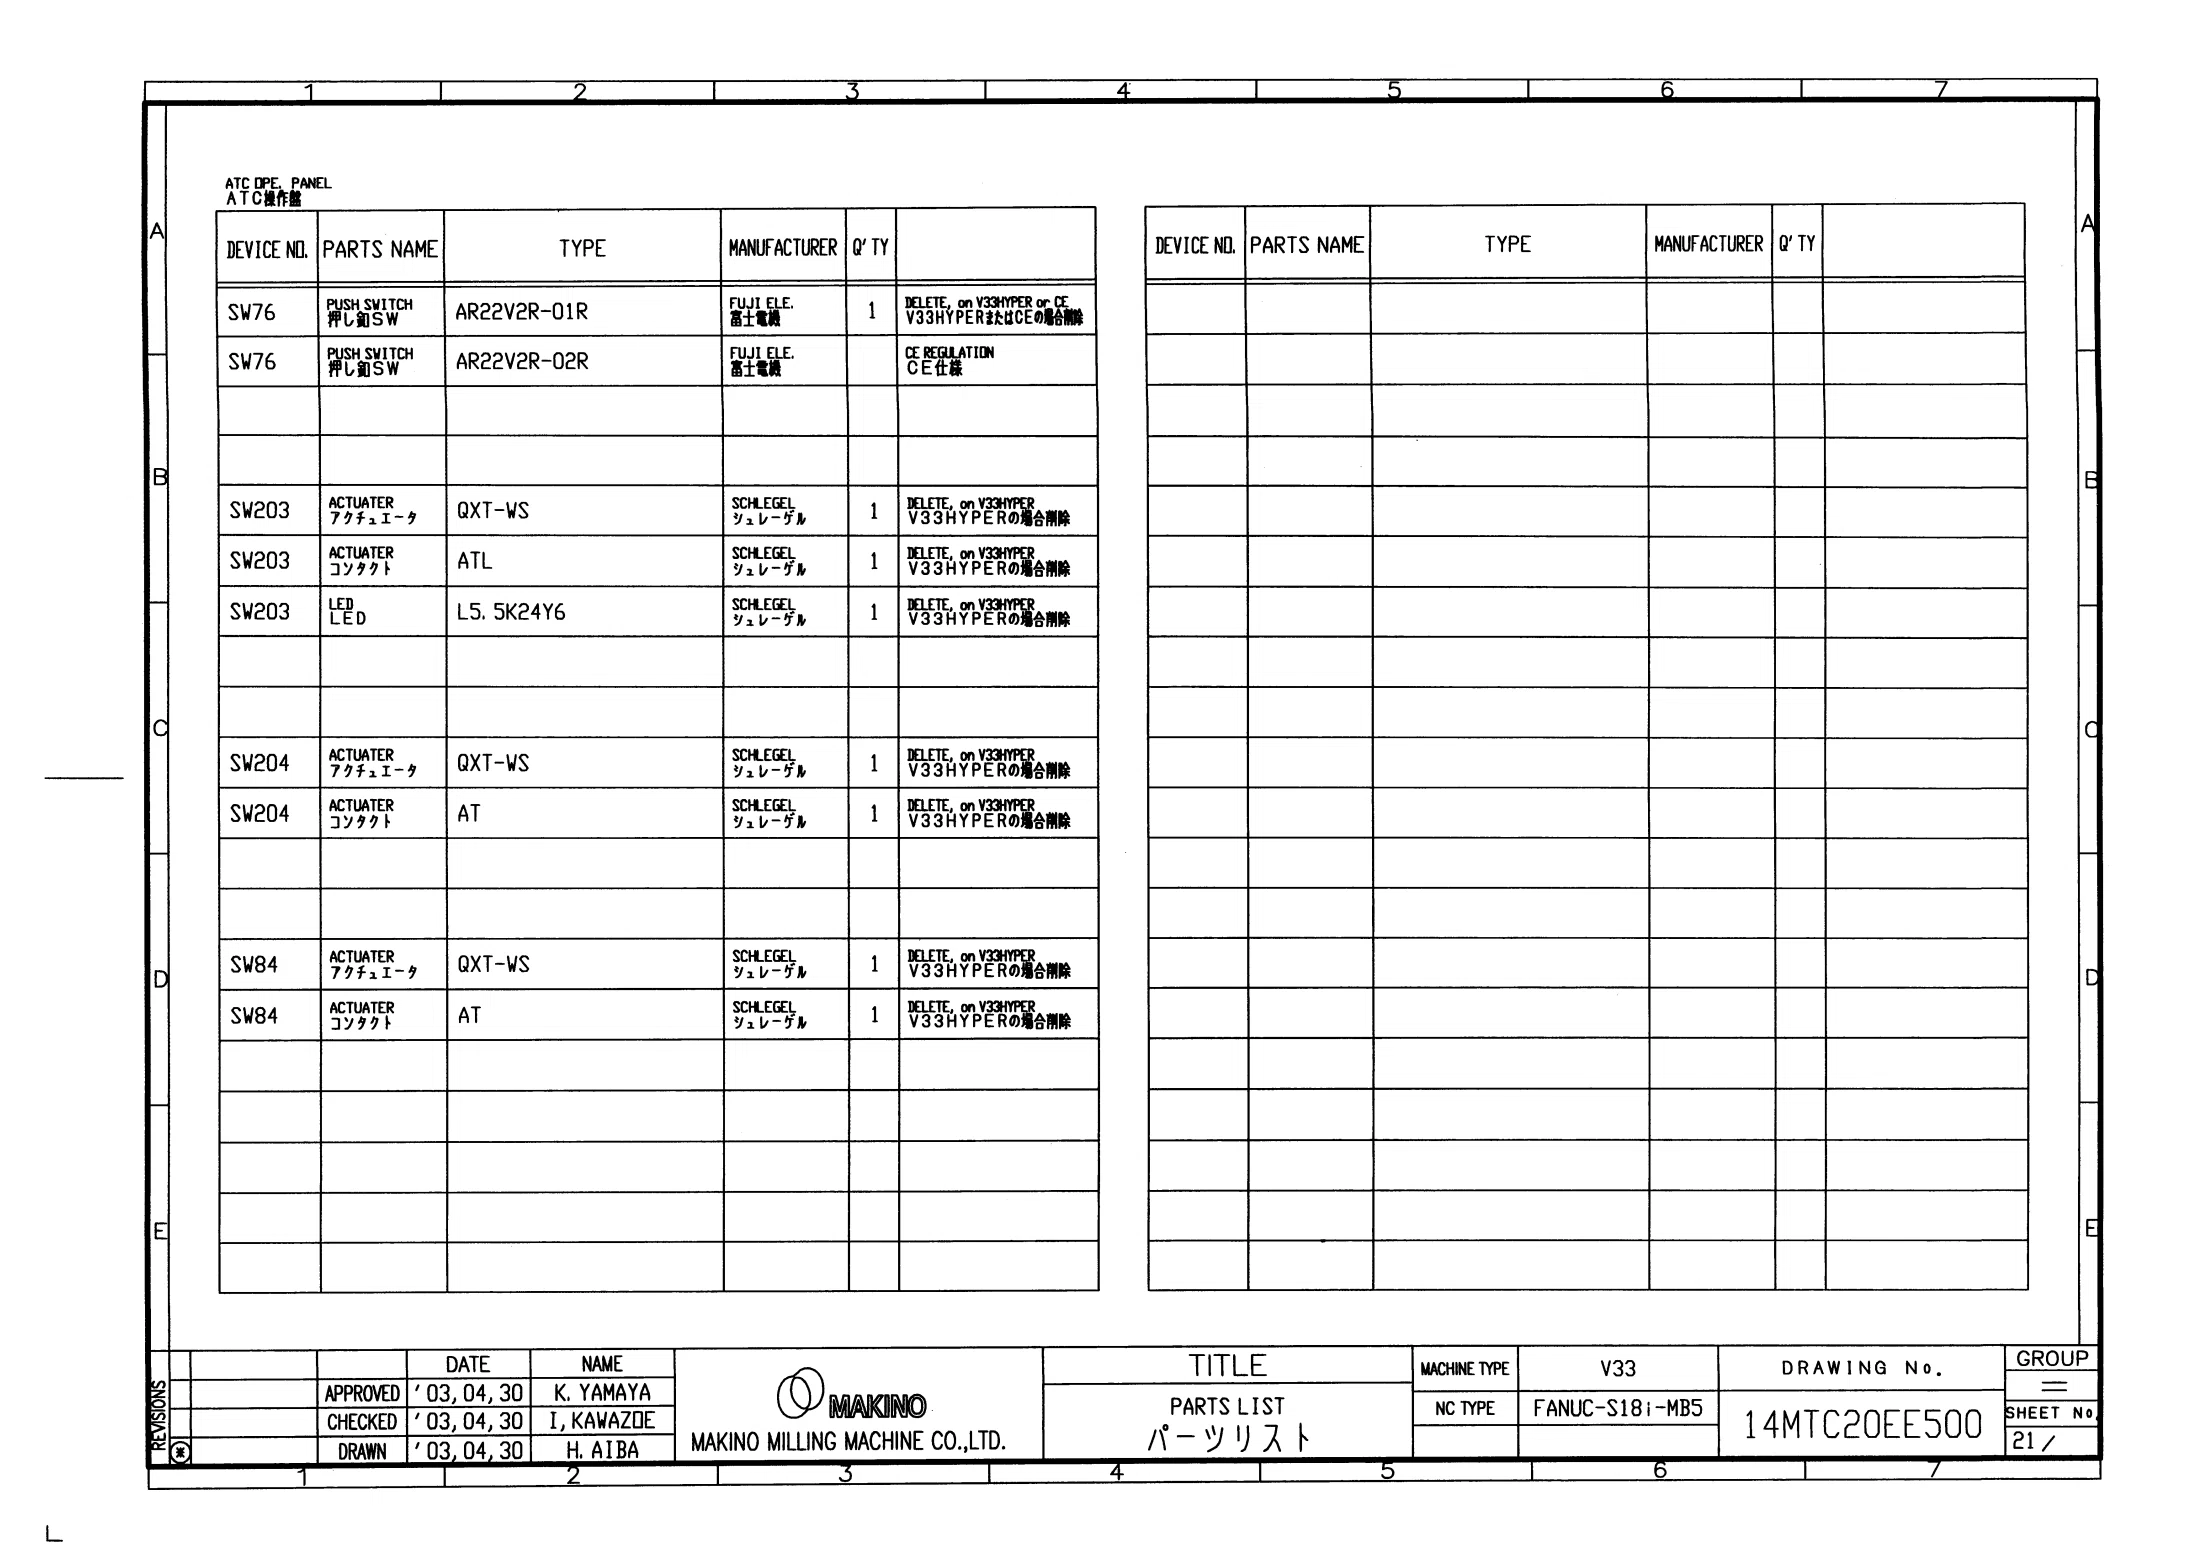 1 2 3 4 5 6 7
ATC OPE. PANEL
ATC操作盤
DEVICE NO. PARTS NAME TYPE MANUFACTURER Q'TY
SW76 PUSH SWITCH AR22V2R-01R FUJI ELE. 1 DELETE, on V33HYPER or CE
押し釦SW 富士電機 V33HYPERまたはCEの場合削除
SW76 PUSH SWITCH AR22V2R-02R FUJI ELE. CE REGULATION
押し釦SW 富士電機 CE仕様
SW203 ACTUATER QXT-WS SCHLEGEL 1 DELETE, on V33HYPER
アクチュエータ シュレーゲル V33HYPERの場合削除
SW203 ACTUATER ATL SCHLEGEL 1 DELETE, on V33HYPER
コンタクト シュレーゲル V33HYPERの場合削除
SW203 LED L5.5K24Y6 SCHLEGEL 1 DELETE, on V33HYPER
LED シュレーゲル V33HYPERの場合削除
SW204 ACTUATER QXT-WS SCHLEGEL 1 DELETE, on V33HYPER
アクチュエータ シュレーゲル V33HYPERの場合削除
SW204 ACTUATER AT SCHLEGEL 1 DELETE, on V33HYPER
コンタクト シュレーゲル V33HYPERの場合削除
SW84 ACTUATER QXT-WS SCHLEGEL 1 DELETE, on V33HYPER
アクチュエータ シュレーゲル V33HYPERの場合削除
SW84 ACTUATER AT SCHLEGEL 1 DELETE, on V33HYPER
コンタクト シュレーゲル V33HYPERの場合削除
DEVICE NO. PARTS NAME TYPE MANUFACTURER Q'TY
A A
B B
C C
D D
E E
REVISIONS
DATE NAME
APPROVED '03,04,30 K. YAMAYA
CHECKED '03,04,30 I, KAWAZOE
DRAWN '03,04,30 H. AIBA
MAKINO
MAKINO MILLING MACHINE CO.,LTD.
TITLE
PARTS LIST
パーツリスト
MACHINE TYPE V33
NC TYPE FANUC-S18i-MB5
DRAWING No.
14MTC20EE500
GROUP
=
SHEET No.
21/
1 2 3 4 5 6 7